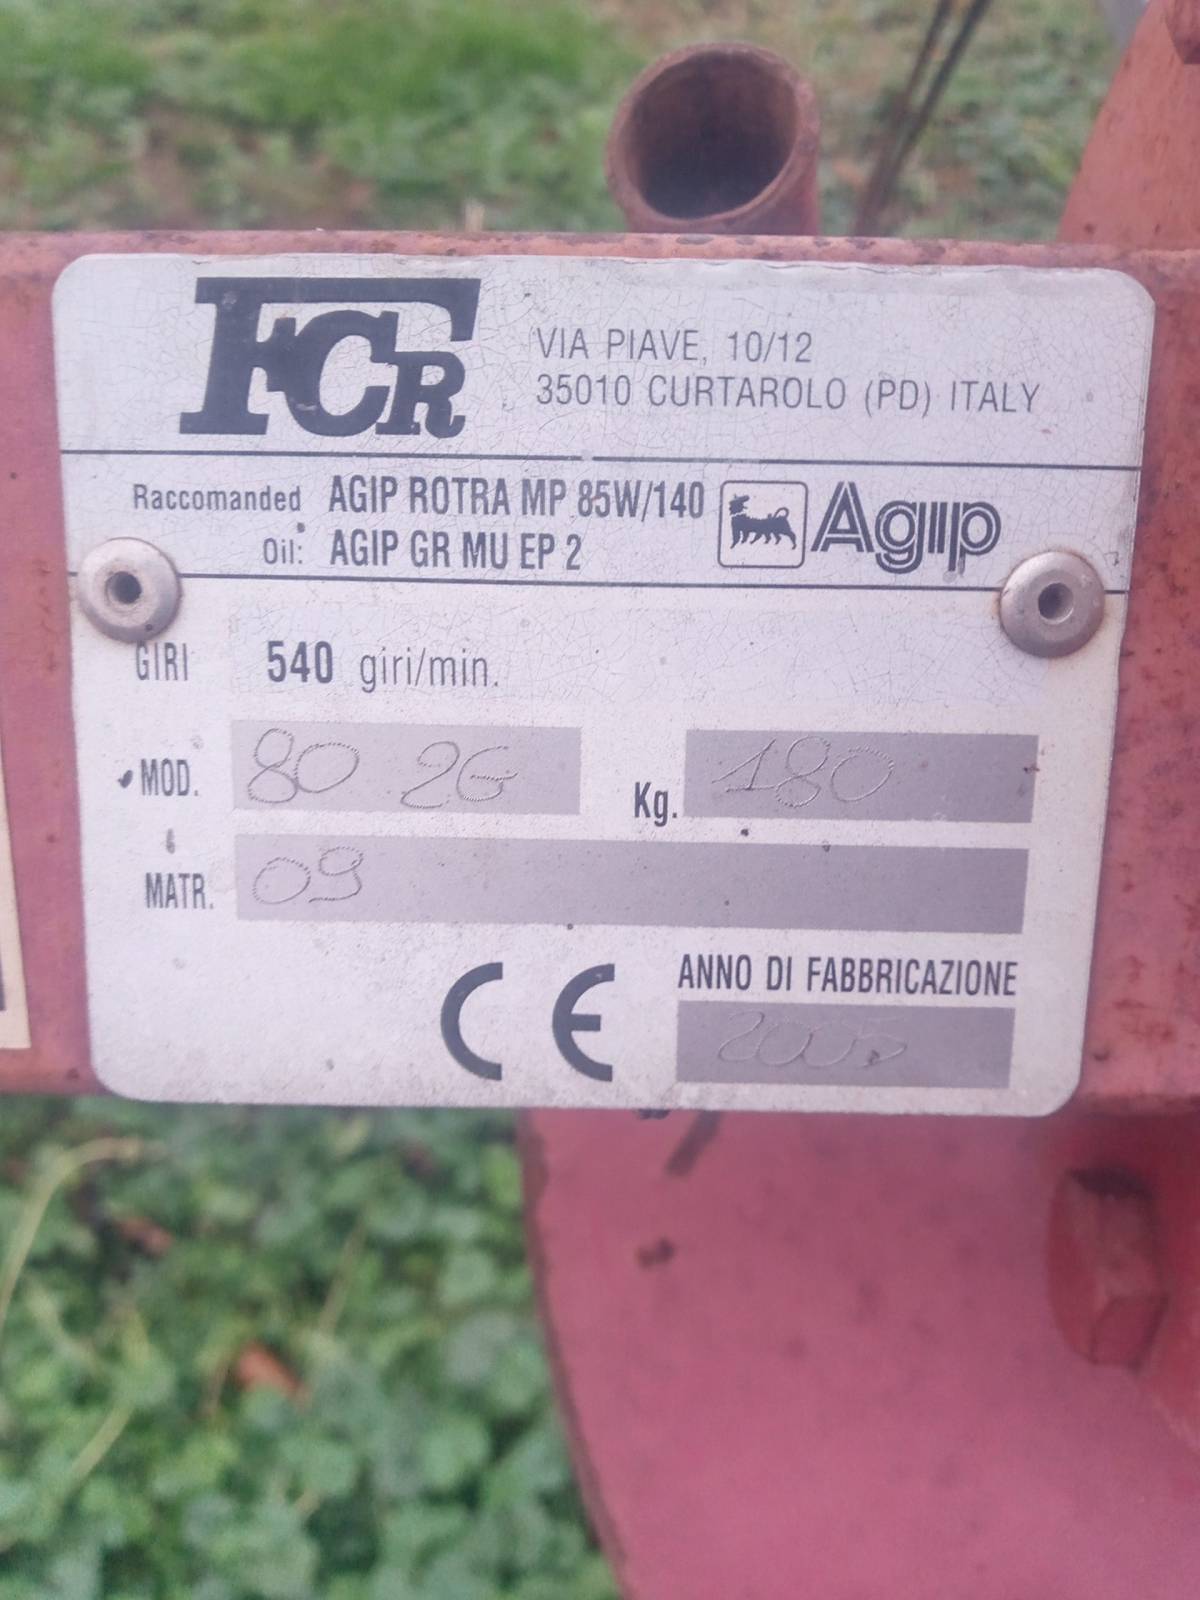 FCR
VIA PIAVE, 10/12
35010 CURTAROLO (PD) ITALY
Raccomanded AGIP ROTRA MP 85W/140
Oil: AGIP GR MU EP 2
Agip
GIRI 540 giri/min.
MOD. 80 2G Kg. 180
MATR. 09
CE
ANNO DI FABBRICAZIONE
2005